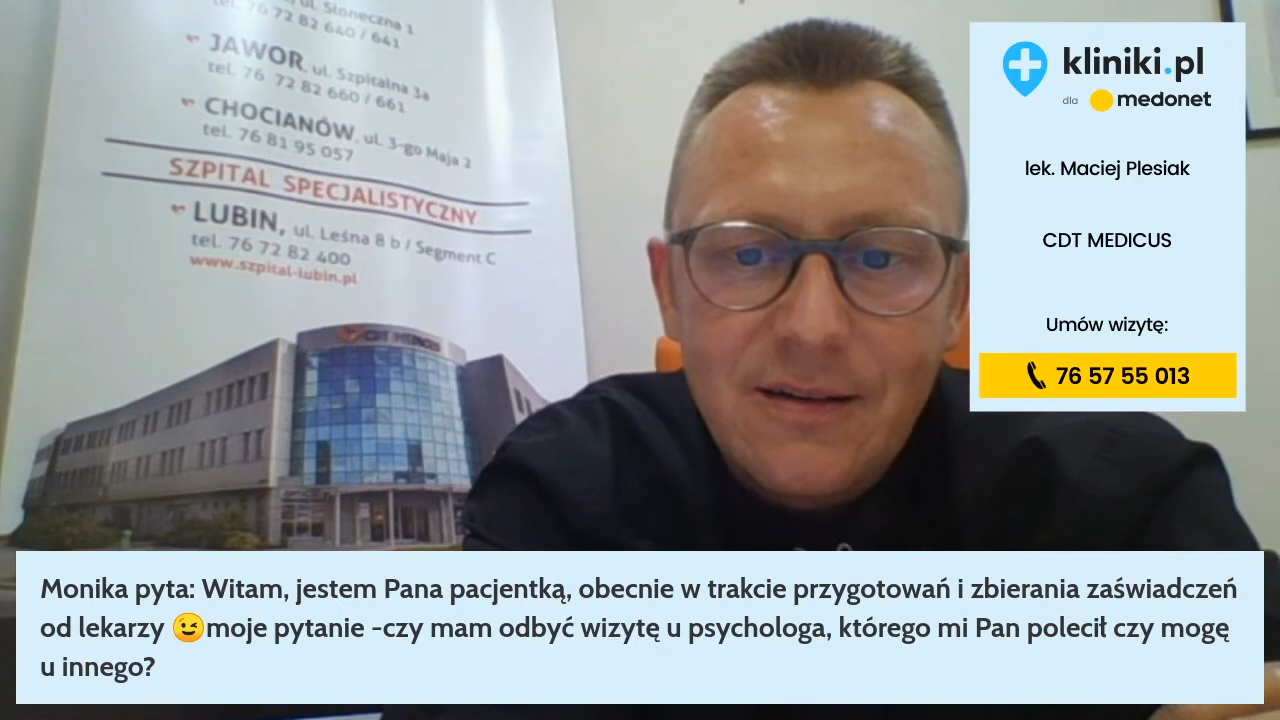 ul. Słoneczna 1
tel. 76 72 82 640 / 641
JAWOR, ul. Szpitalna 3a
tel. 76 72 82 660 / 661
CHOCIANÓW, ul. 3-go Maja 2
tel. 76 81 95 057
SZPITAL SPECJALISTYCZNY
LUBIN, ul. Leśna 8 b / Segment C
tel. 76 72 82 400
www.szpital-lubin.pl
CDT MEDICUS
kliniki.pl
dla medonet
lek. Maciej Plesiak
CDT MEDICUS
Umów wizytę:
76 57 55 013
Monika pyta: Witam, jestem Pana pacjentką, obecnie w trakcie przygotowań i zbierania zaświadczeń
od lekarzy 😉moje pytanie -czy mam odbyć wizytę u psychologa, którego mi Pan polecił czy mogę
u innego?